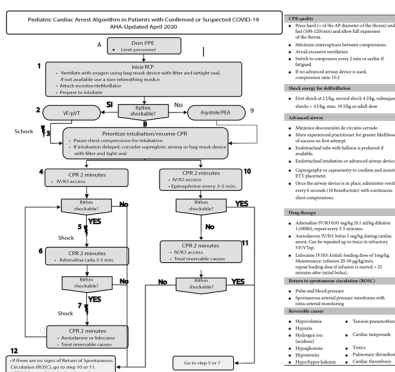 Pediatric Cardiac Arrest Algorithm in Patients with Confirmed or Suspected COVID-19
AHA-Updated April 2020
A
Don PPE
• Limit personnel
1
Inicie RCP
• Ventilate with oxygen using bag-mask device with filter and airtight seal,
if not available use a non-rebreathing mask
• Attach monitor/defibrillator
• Prepare to intubate
2
VF/pVT
SI
Rythm
shockable?
No
Asystole/PEA
9
Schock
Prioritize intubation/resume CPR
• Pause chest compressions for intubation
• If intubation delayed, consider supraglotic airway or bag-mask device
with filter and tight seal
4
CPR 2 minutes
• IV/IO access
10
CPR 2 minutes
• IV/IO access
• Epinephrine every 3-5 min.
Rithm
shockable?
No
YES
5
Shock
Rithm
shockable?
YES
No
6
CPR 2 minutes
• Adrenaline cada 3-5 min.
11
CPR 2 minutes
• IV/IO access
• Treat reversable causes
Rithm
shockable?
No
YES
7
Shock
Rithm
shockable?
No
YES
8
CPR 2 minutes
• Amiodarone or lidocaine
• Treat reversable causes
12
• If there are no signs of Return of Spontaneous
Circulation (ROSC), go to step 10 or 11.
Go to step 5 or 7
CPR quality
• Press hard (≈ of the AP diameter of the thorax) and
fast (100-120/min) and allow full expansion
of the thorax.
• Minimize interruptions between compressions
• Avoid excessive ventilation
• Switch to compressor every 2 min or earlier if
fatigued
• If no advanced airway device is used,
compression ratio 15:2
Shock energy for defibrillation
• First shock at 2 J/kg, second shock 4 J/kg, subsequent
shocks ≥ 4 J/kg, max. 10 J/kg or adult dose
Advanced airway
• Minimize desconexión de circuito cerrado
• More experienced practitioner for greater likelihood
of success on first attempt.
• Endotracheal tube with balloon is preferred if
available.
• Endotracheal intubation or advanced airway device
• Capnography or capnometry to confirm and monitor
ETT placement.
• Once the airway device is in place, administer ventilation
every 6 seconds (10 breaths/min) with continuous
chest compressions.
Drug therapy
• Adrenaline IV/IO 0.01 mg/kg (0.1 ml/kg dilution
1:10000), repeat every 3-5 minutes.
• Amiodarone IV/IO: bolus 5 mg/kg during cardiac
arrest. Can be repeated up to twice in refractory
VF/VTsp.
• Lidocaine IV/IO: Initial: loading dose of 1mg/kg.
Maintenance: infusion 20-50 µg/kg/min.
repeat loading dose if infusion is started > 15
minutes after initial bolus).
Return to spontaneous circulation (ROSC)
• Pulse and blood pressure
• Spontaneous arterial pressure waveforms with
intra-arterial monitoring
Reversible causes
• Hypovolemia
• Hypoxia
• Hydrogen ion
(acidosis)
• Hypoglicemia
• Hypotermia
• Hypo/hyper kalemia
• Tension pneumothorax
• Cardiac tamponade
• Toxics
• Pulmonary thrombosis
• Cardiac thrombosis